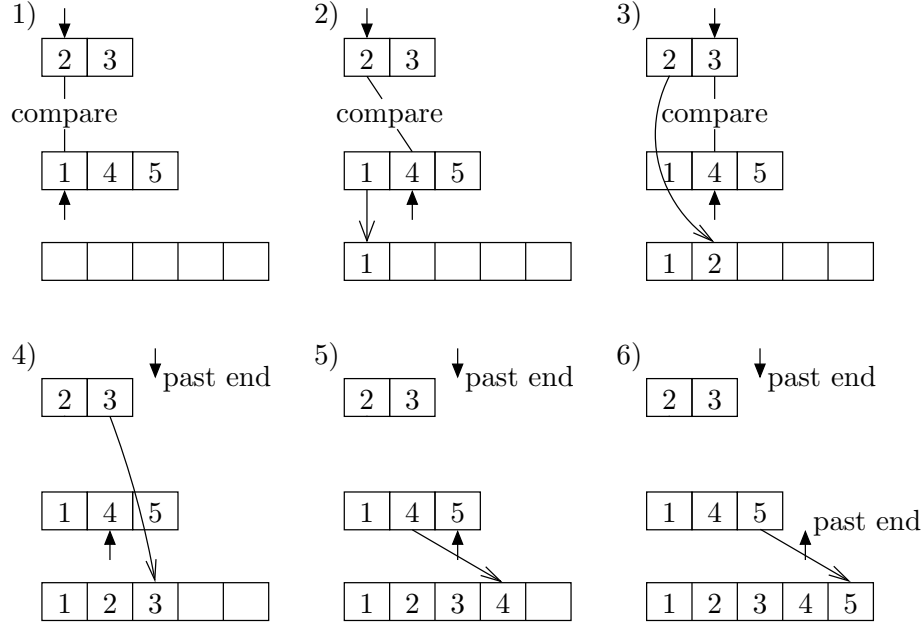 1) 2) 3)
2 3 2 3 2 3
compare compare compare
1 4 5 1 4 5 1 4 5
1 1 2
4) 5) 6)
past end past end past end
2 3 2 3 2 3
1 4 5 1 4 5 1 4 5
past end
1 2 3 1 2 3 4 1 2 3 4 5